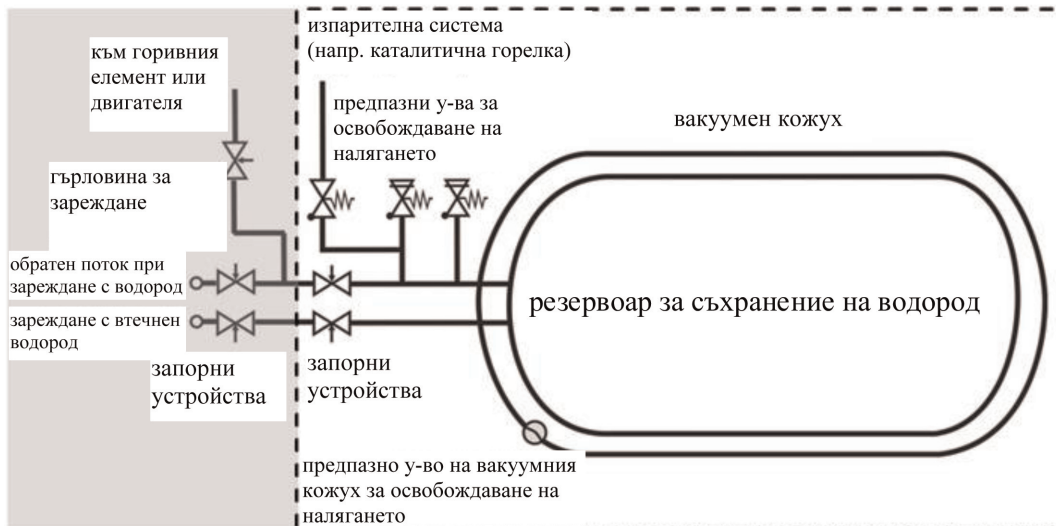 изпарителна система
(напр. каталитична горелка)
към горивния
елемент или
двигателя
предпазни у-ва за
освобождаване на
налягането
вакуумен кожух
гърловина за
зареждане
обратен поток при
зареждане с водород
зареждане с втечнен
водород
резервоар за съхранение на водород
запорни
устройства
запорни
устройства
предпазно у-во на вакуумния
кожух за освобождаване на
налягането